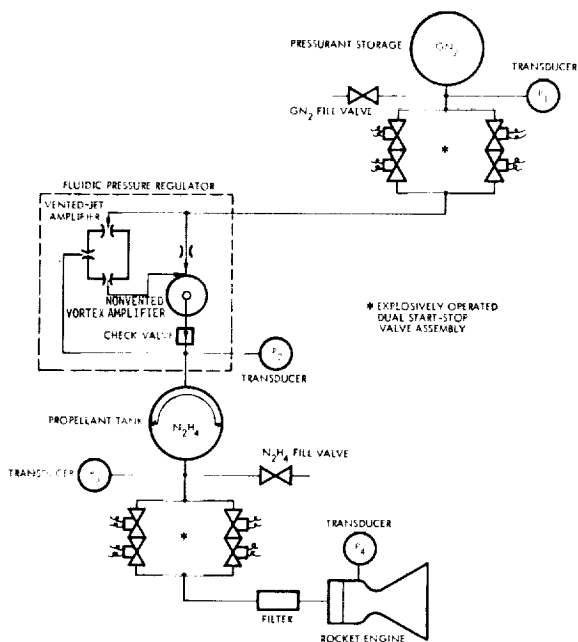 PRESSURANT STORAGE
GN2
TRANSDUCER
P1
GN2 FILL VALVE
*
FLUIDIC PRESSURE REGULATOR
VENTED-JET
AMPLIFIER
NONVENTED
VORTEX AMPLIFIER
CHECK VALVE
* EXPLOSIVELY OPERATED
DUAL START-STOP
VALVE ASSEMBLY
P2
TRANSDUCER
PROPELLANT TANK
N2H4
N2H4 FILL VALVE
TRANSDUCER
P3
*
TRANSDUCER
P4
FILTER
ROCKET ENGINE